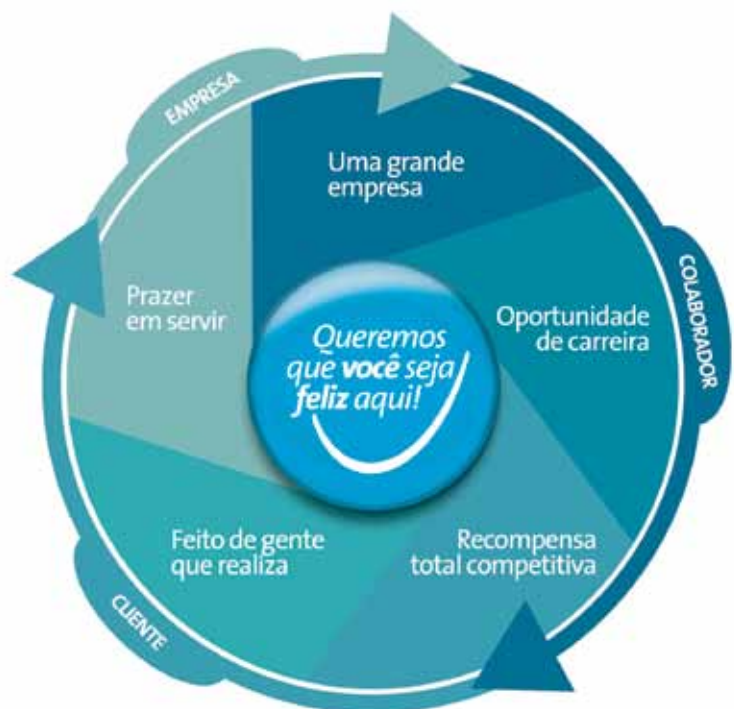 EMPRESA
Uma grande
empresa
COLABORADOR
Oportunidade
de carreira
Prazer
em servir
Queremos
que você seja
feliz aqui!
Recompensa
total competitiva
Feito de gente
que realiza
CLIENTE